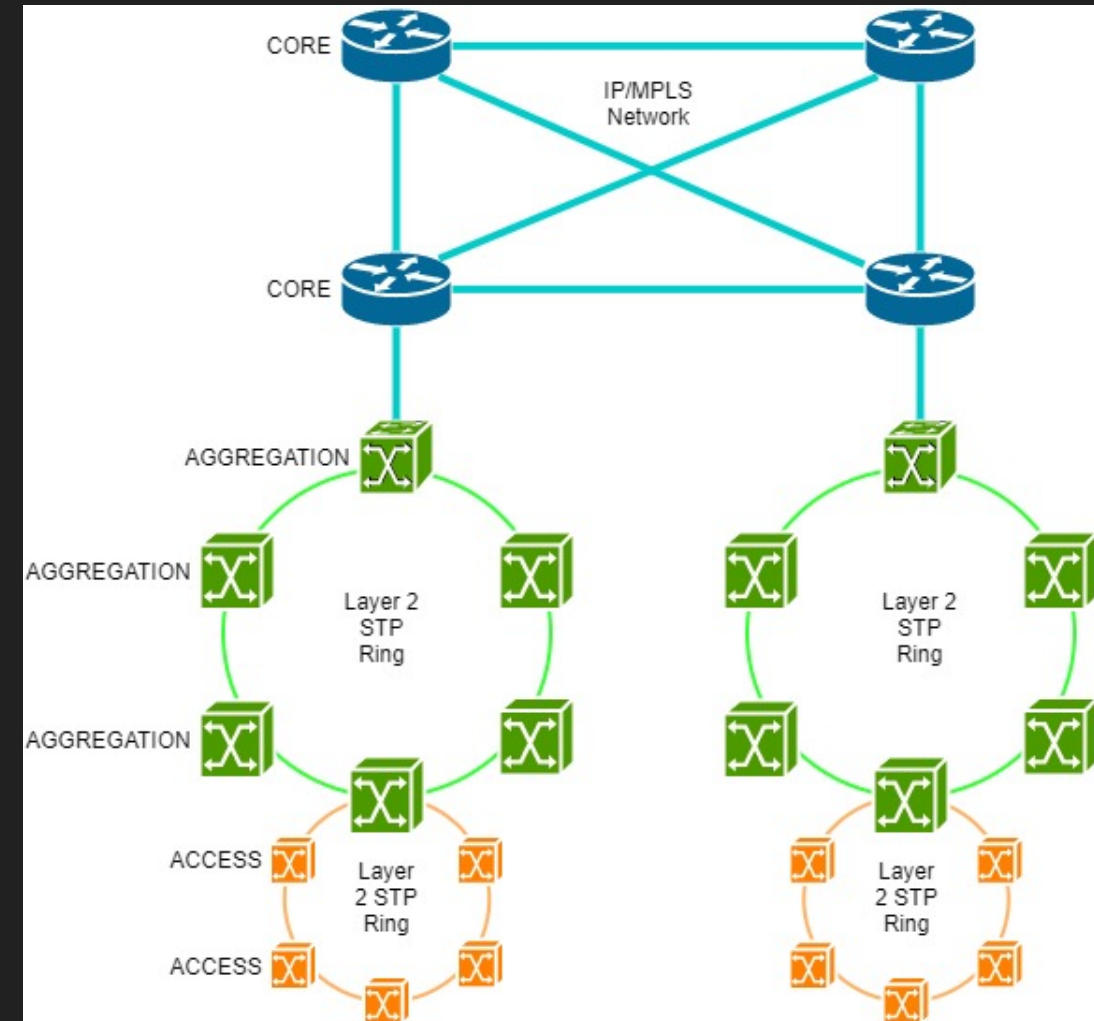 CORE
IP/MPLS
Network
CORE
AGGREGATION
AGGREGATION
Layer 2
STP
Ring
Layer 2
STP
Ring
AGGREGATION
ACCESS
Layer
2 STP
Ring
Layer
2 STP
Ring
ACCESS